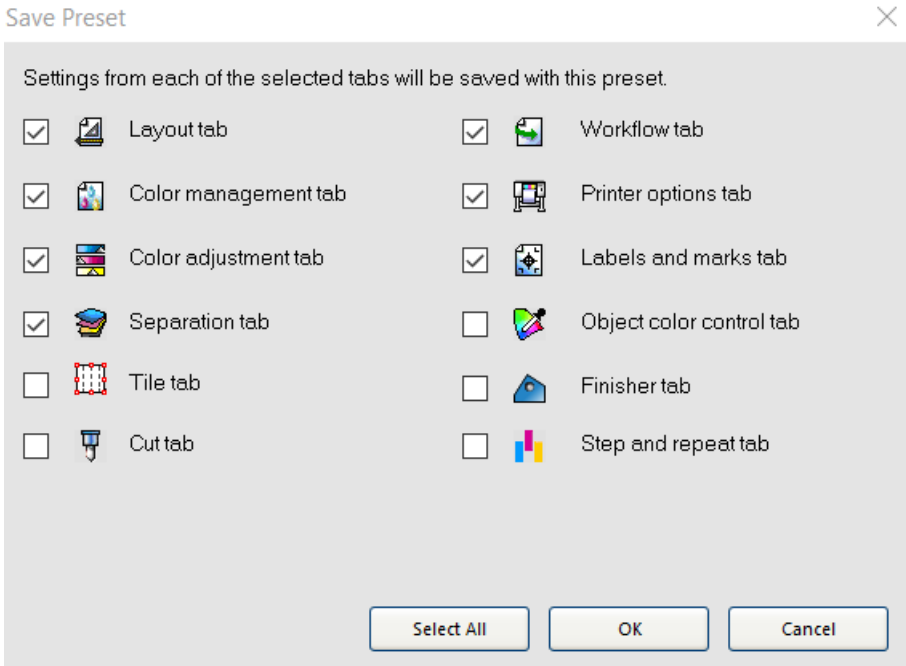 Save Preset
Settings from each of the selected tabs will be saved with this preset.
Layout tab
Workflow tab
Color management tab
Printer options tab
Color adjustment tab
Labels and marks tab
Separation tab
Object color control tab
Tile tab
Finisher tab
Cut tab
Step and repeat tab
Select All
OK
Cancel